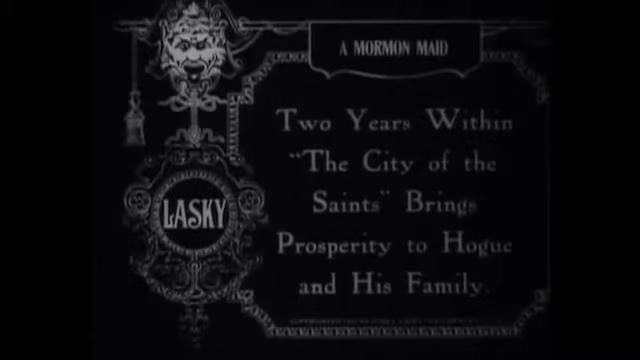 A MORMON MAID
Two Years Within
"The City of the
Saints" Brings
Prosperity to Hogue
and His Family.
LASKY